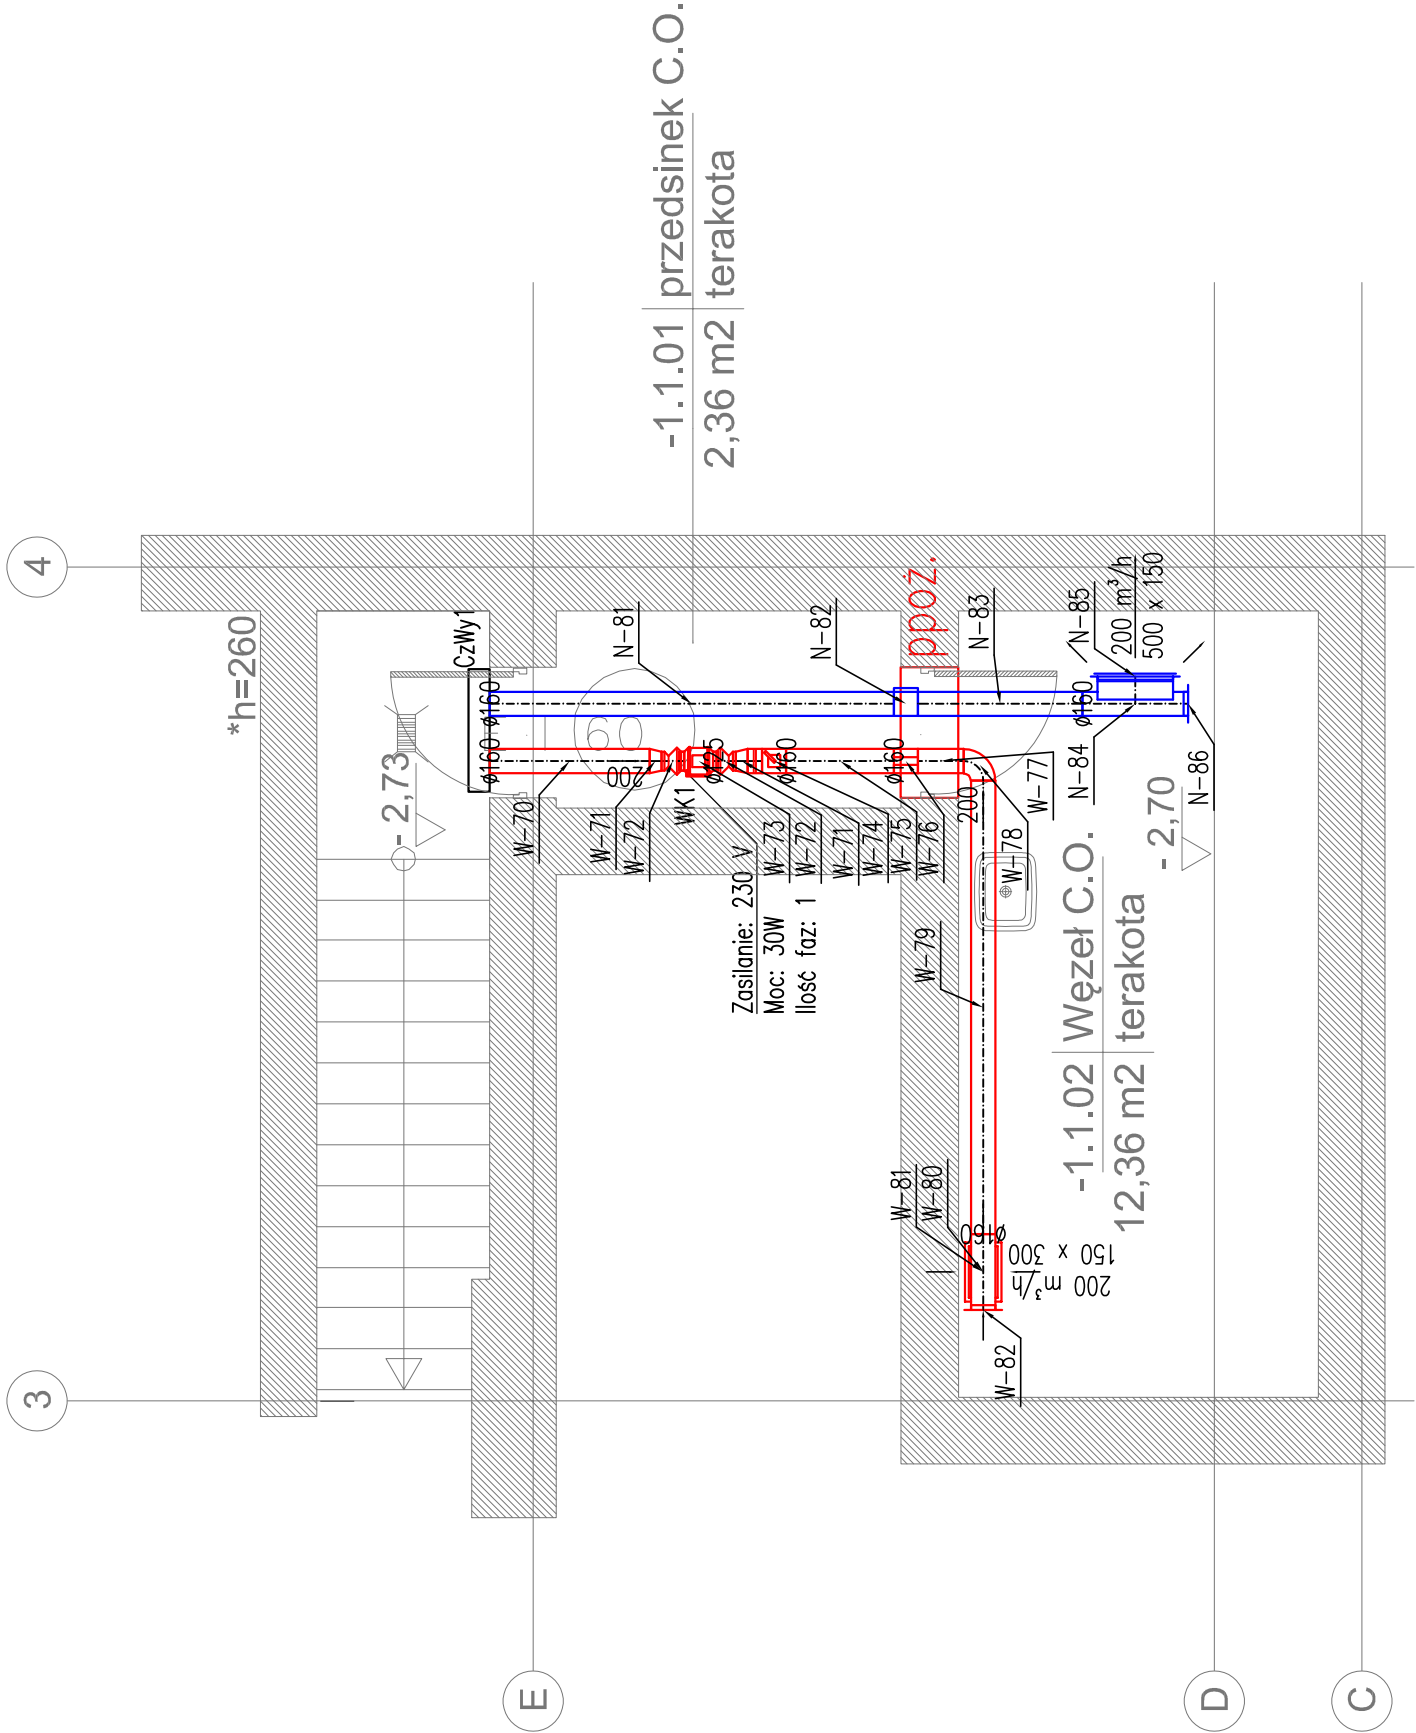 4
3
E
D
C
*h=260
- 2,73
CzWy1
-1.1.01 przedsinek C.O.
2,36 m2 terakota
N-81
N-82
ppoż.
N-83
N-85
200 m³/h
500 x 150
ø160
ø160
200
60
ø125
ø160
ø160
ø160
200
W-70
W-71
W-72
WK1
Zasilanie: 230 V
Moc: 30W
Ilość faz: 1
W-73
W-72
W-71
W-74
W-75
W-76
W-77
W-78
N-84
N-86
- 2,70
W-79
-1.1.02 Węzeł C.O.
12,36 m2 terakota
W-81
W-80
ø160
200 m³/h
150 x 300
W-82